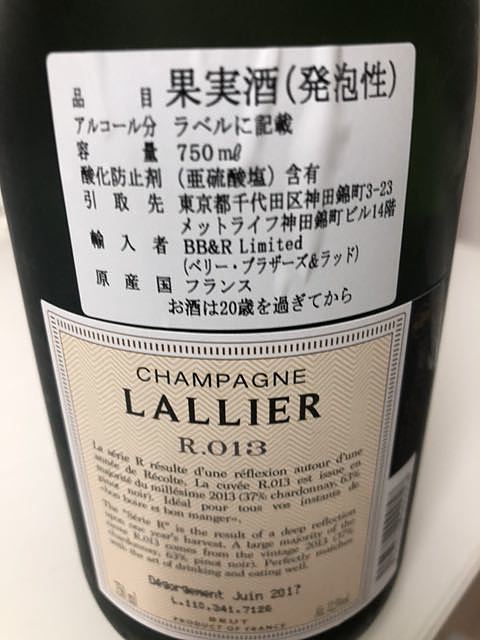 品 目 果実酒(発泡性)
アルコール分 ラベルに記載
容 量 750mℓ
酸化防止剤 (亜硫酸塩)含有
引 取 先 東京都千代田区神田錦町3-23
メットライフ神田錦町ビル14階
輸 入 者 BB&R Limited
(ベリー・ブラザーズ&ラッド)
原 産 国 フランス
お酒は20歳を過ぎてから
CHAMPAGNE
LALLIER
R.013
La série R résulte d'une réflexion autour d'une
année de Récolte. La cuvée R.013 est issue en
majorité du millésime 2013 (37% chardonnay, 63%
pinot noir). Idéal pour tous vos instants de
«bon boire et bon manger».
The "Série R" is the result of a deep reflection
upon one year's harvest. A large majority of the
cuvée R.013 comes from the vintage 2013 (37%
chardonnay, 63% pinot noir). Perfectly matches
with the art of drinking and eating well.
Dégorgement Juin 2017
L.110.341.7126
750ml
BRUT
PRODUCT OF FRANCE